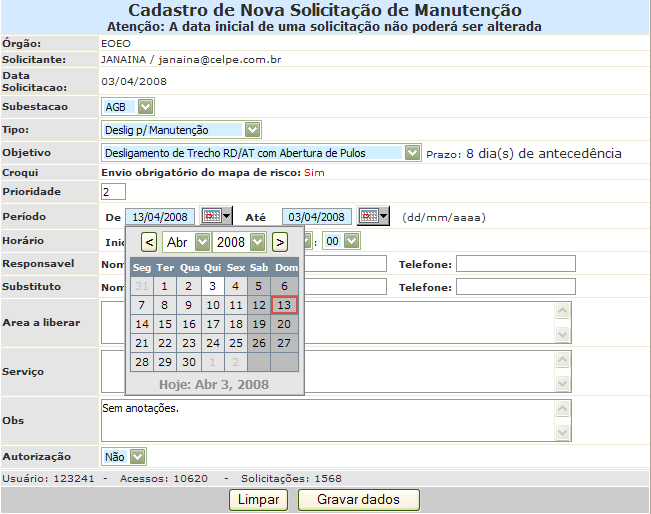 Cadastro de Nova Solicitação de Manutenção
Atenção: A data inicial de uma solicitação não poderá ser alterada
Órgão: EOEO
Solicitante: JANAINA / janaina@celpe.com.br
Data Solicitacao: 03/04/2008
Subestacao AGB
Tipo: Deslig p/ Manutenção
Objetivo Desligamento de Trecho RD/AT com Abertura de Pulos Prazo: 8 dia(s) de antecedência
Croqui Envio obrigatório do mapa de risco: Sim
Prioridade 2
Período De 13/04/2008 Até 03/04/2008 (dd/mm/aaaa)
Horário Inic : 00
Responsavel Nom Telefone:
Substituto Nom Telefone:
Area a liberar
Serviço
Obs Sem anotações.
Autorização Não
< Abr 2008 >
Seg Ter Qua Qui Sex Sab Dom
31 1 2 3 4 5 6
7 8 9 10 11 12 13
14 15 16 17 18 19 20
21 22 23 24 25 26 27
28 29 30 1 2
Hoje: Abr 3, 2008
Usuário: 123241 - Acessos: 10620 - Solicitações: 1568
Limpar Gravar dados